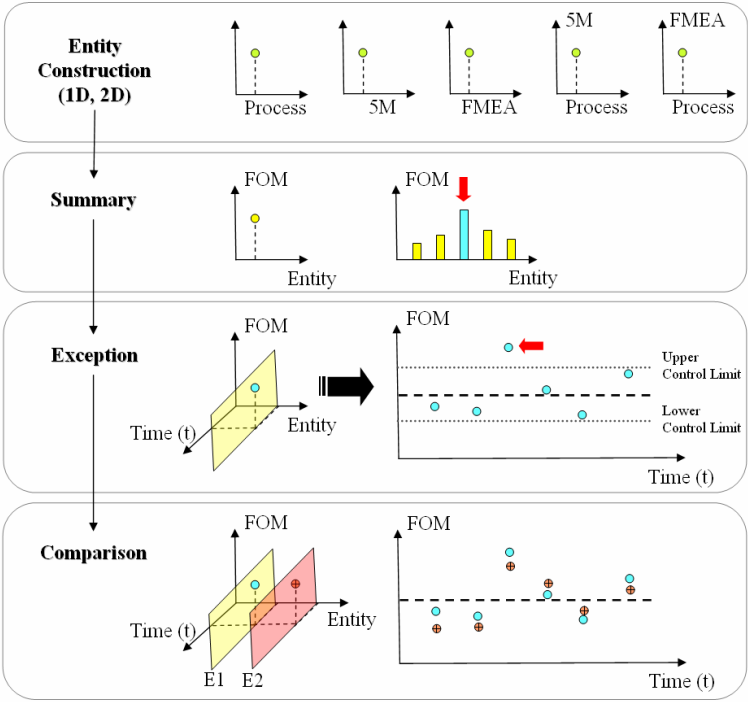 Entity
Construction
(1D, 2D)
Process
5M
FMEA
5M
Process
FMEA
Process
Summary
FOM
Entity
FOM
Entity
Exception
FOM
Time (t)
Entity
FOM
Upper
Control Limit
Lower
Control Limit
Time (t)
Comparison
FOM
Time (t)
Entity
E1
E2
FOM
Time (t)